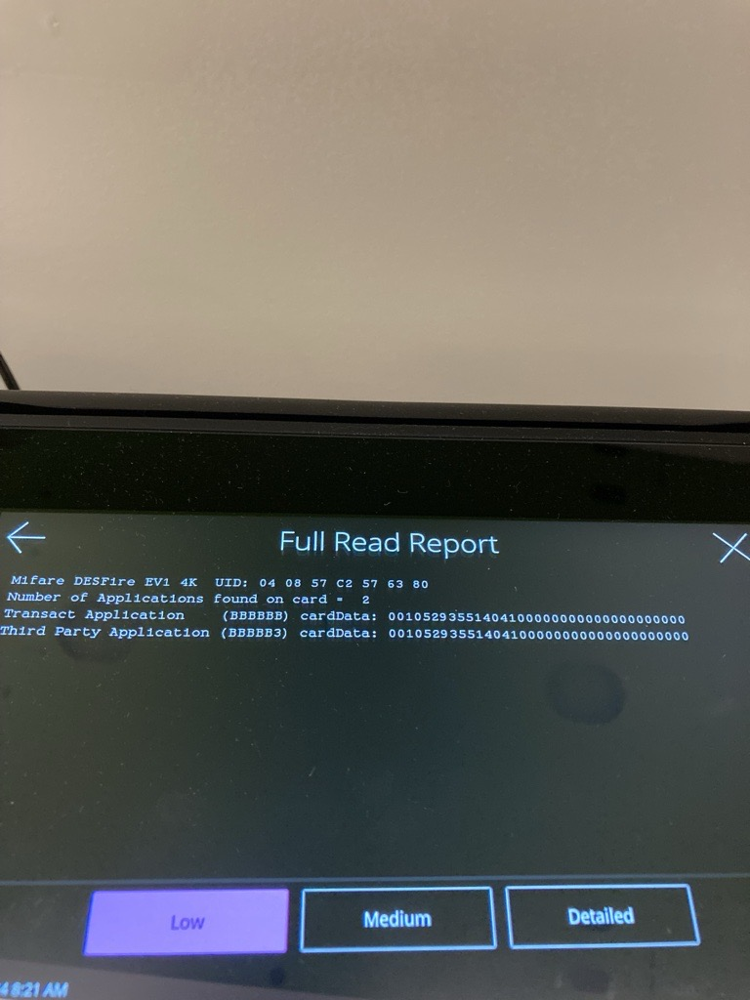 Full Read Report
Mifare DESFire EV1 4K UID: 04 08 57 C2 57 63 80
Number of Applications found on card = 2
Transact Application (BBBBBB) cardData: 00105293551404100000000000000000000
Third Party Application (BBBBB3) cardData: 00105293551404100000000000000000000
Low
Medium
Detailed
4 8:21 AM